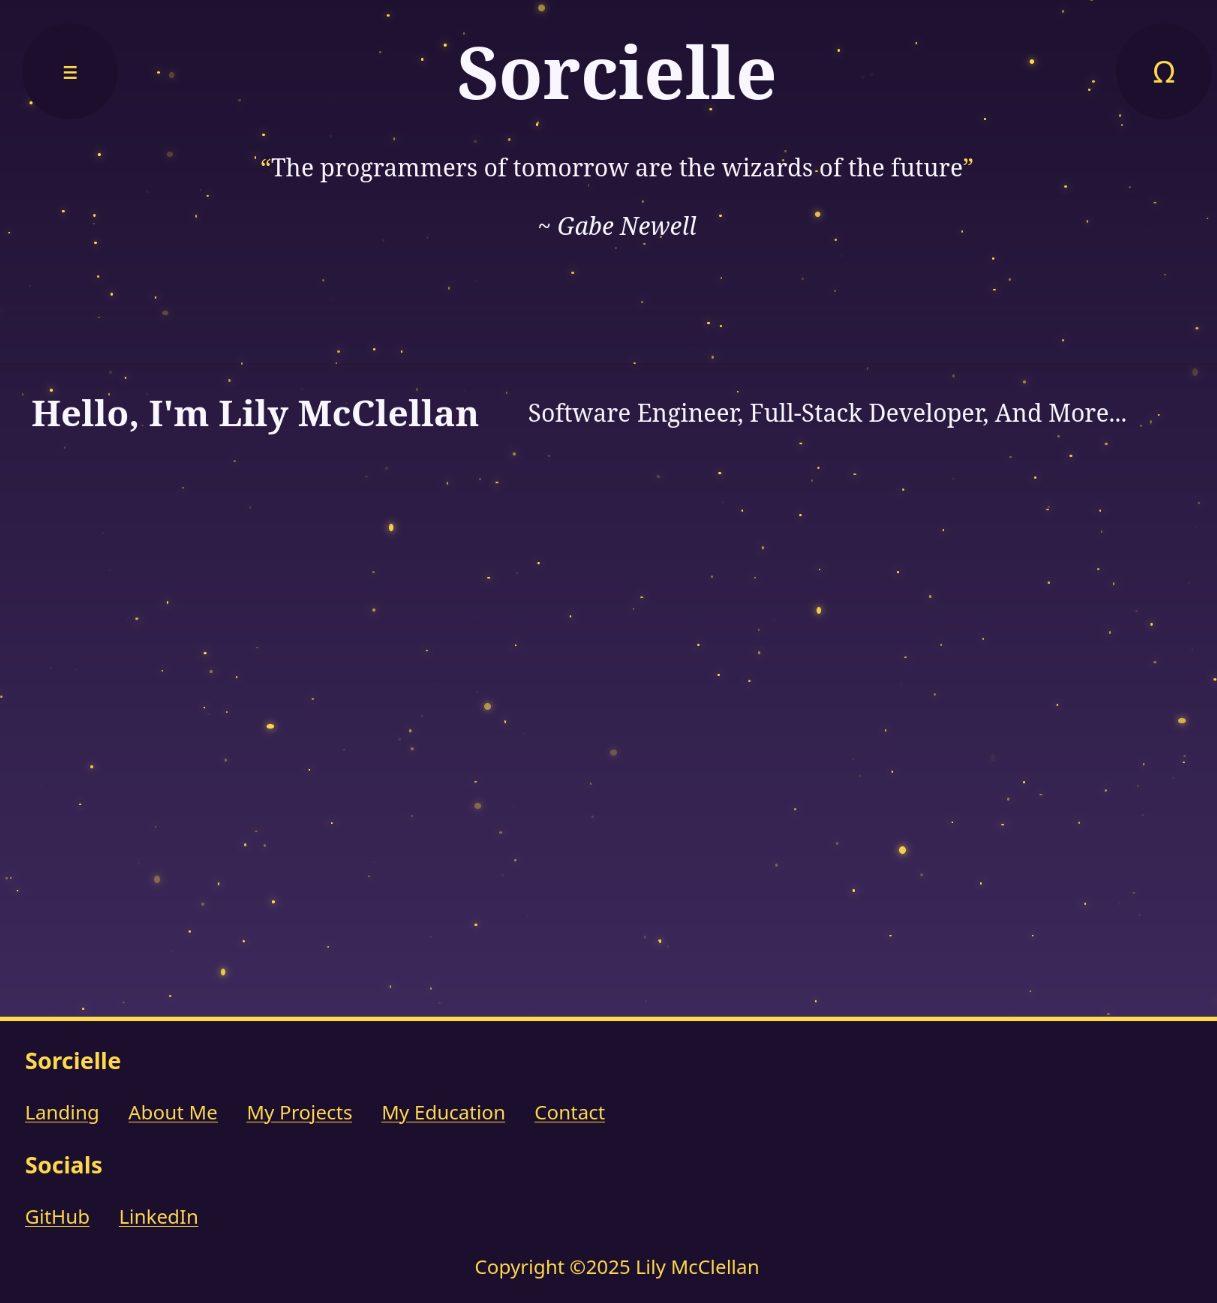 ≡
Sorcielle
Ω
“The programmers of tomorrow are the wizards of the future”
~ Gabe Newell
Hello, I'm Lily McClellan
Software Engineer, Full-Stack Developer, And More...
Sorcielle
Landing About Me My Projects My Education Contact
Socials
GitHub LinkedIn
Copyright ©2025 Lily McClellan